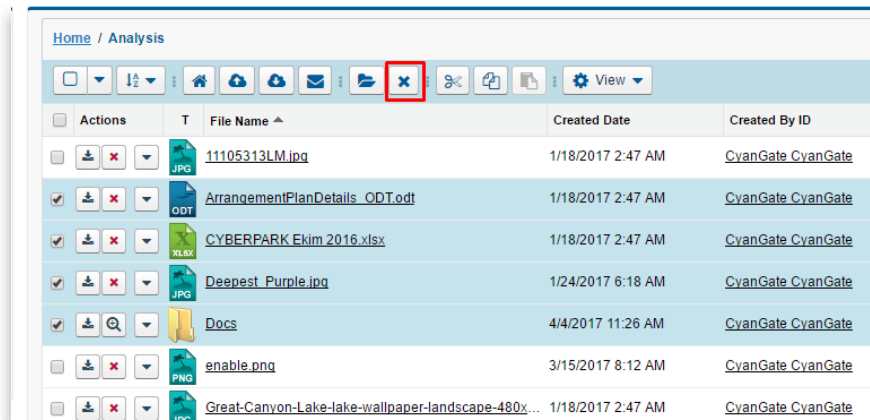 Home / Analysis
View
Actions T File Name Created Date Created By ID
JPG 11105313LM.jpg 1/18/2017 2:47 AM CyanGate CyanGate
ODT ArrangementPlanDetails_ODT.odt 1/18/2017 2:47 AM CyanGate CyanGate
XLSX CYBERPARK Ekim 2016.xlsx 1/18/2017 2:47 AM CyanGate CyanGate
JPG Deepest_Purple.jpg 1/24/2017 6:18 AM CyanGate CyanGate
Docs 4/4/2017 11:26 AM CyanGate CyanGate
PNG enable.png 3/15/2017 8:12 AM CyanGate CyanGate
JPG Great-Canyon-Lake-lake-wallpaper-landscape-480x... 1/18/2017 2:47 AM CyanGate CyanGate